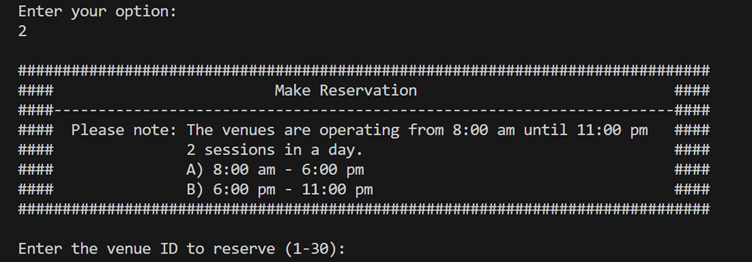 Enter your option:
2
##############################################################################
####                         Make Reservation                             ####
####----------------------------------------------------------------------####
####  Please note: The venues are operating from 8:00 am until 11:00 pm   ####
####               2 sessions in a day.                                   ####
####               A) 8:00 am - 6:00 pm                                   ####
####               B) 6:00 pm - 11:00 pm                                  ####
##############################################################################
Enter the venue ID to reserve (1-30):